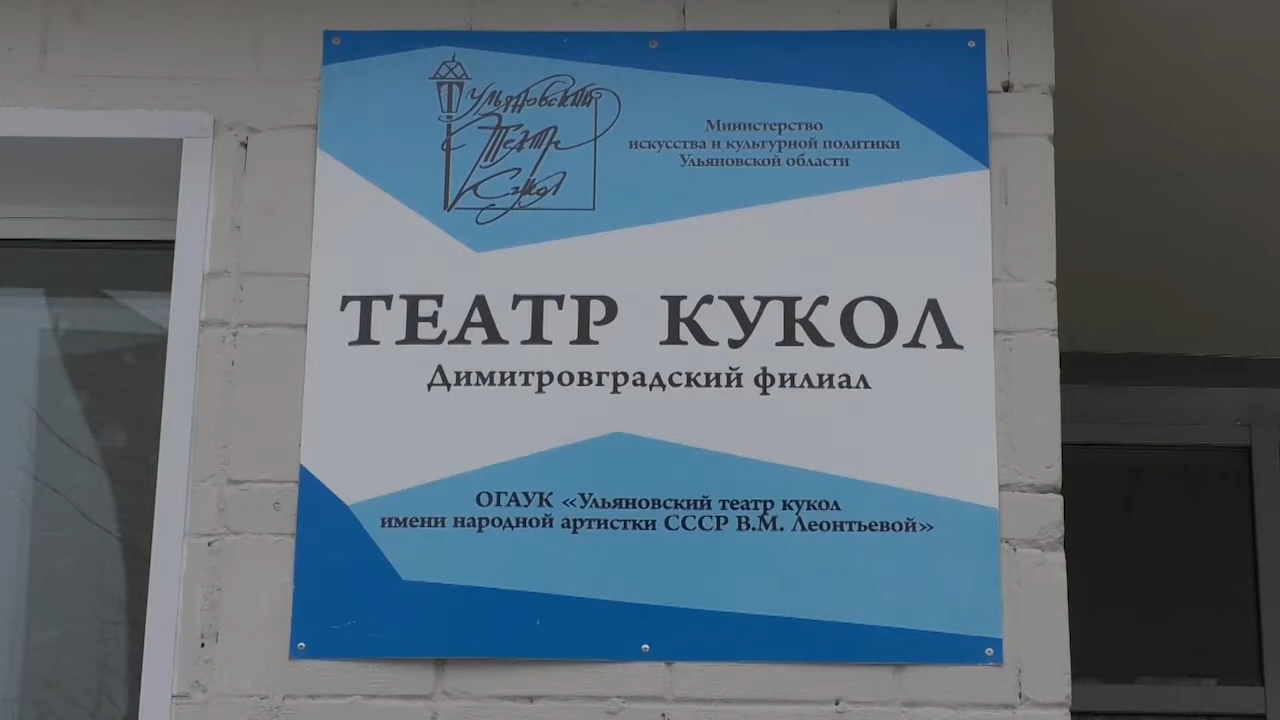 Ульяновский
Театр
Кукол
Министерство
искусства и культурной политики
Ульяновской области
ТЕАТР КУКОЛ
Димитровградский филиал
ОГАУК «Ульяновский театр кукол
имени народной артистки СССР В.М. Леонтьевой»